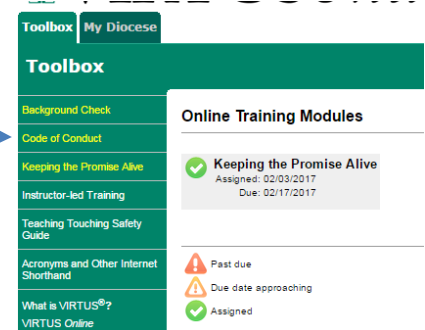 Toolbox My Diocese
Toolbox
Background Check
Code of Conduct
Keeping the Promise Alive
Instructor-led Training
Teaching Touching Safety
Guide
Acronyms and Other Internet
Shorthand
What is VIRTUS®?
VIRTUS Online
Online Training Modules
Keeping the Promise Alive
Assigned: 02/03/2017
Due: 02/17/2017
Past due
Due date approaching
Assigned